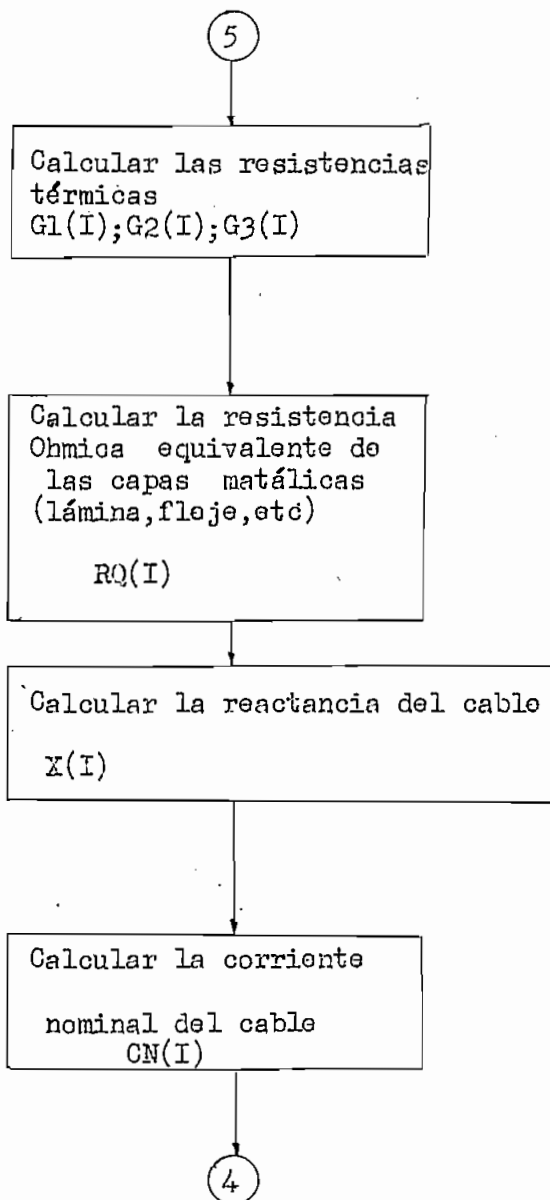 5
Calcular las resistencias
térmicas
G1(I);G2(I);G3(I)
Calcular la resistencia
Ohmica equivalente de
las capas matálicas
(lámina,fleje,etc)
RQ(I)
Calcular la reactancia del cable
X(I)
Calcular la corriente
nominal del cable
CN(I)
4